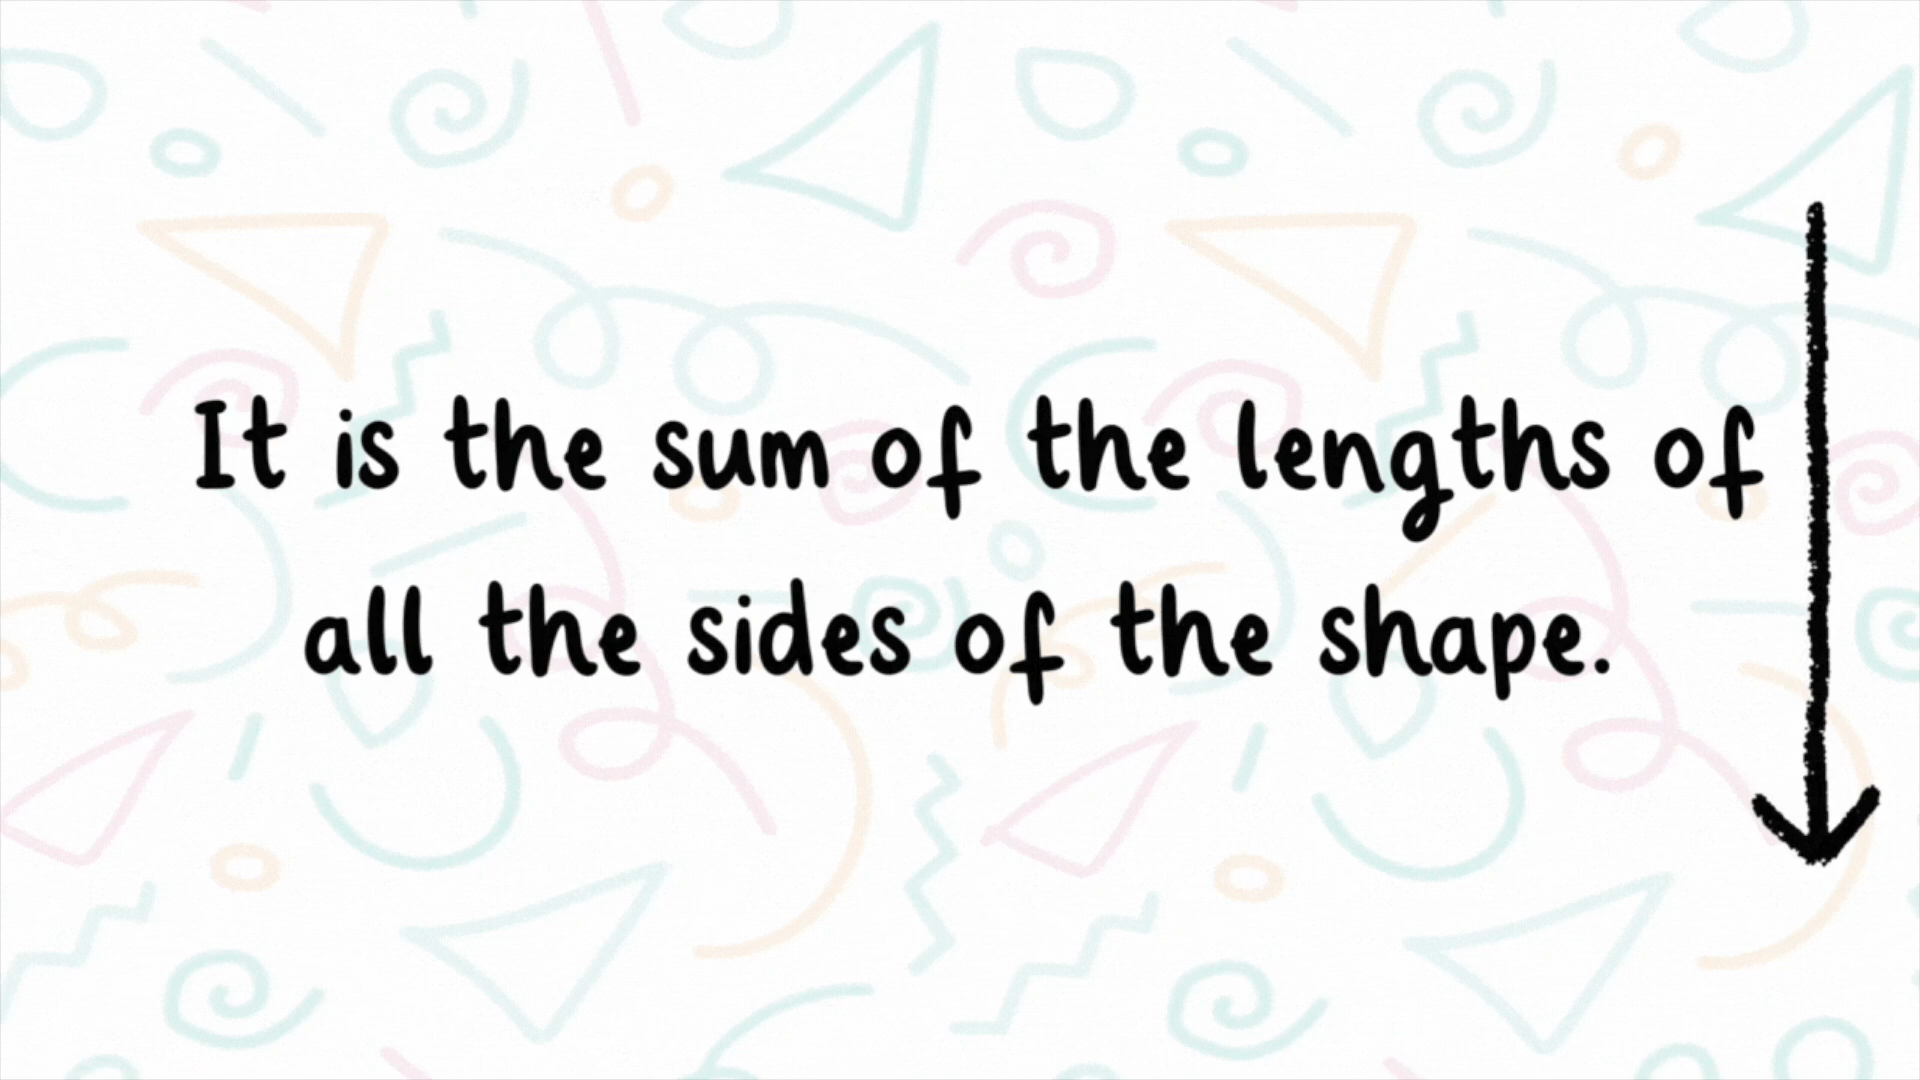 It is the sum of the lengths of
all the sides of the shape.